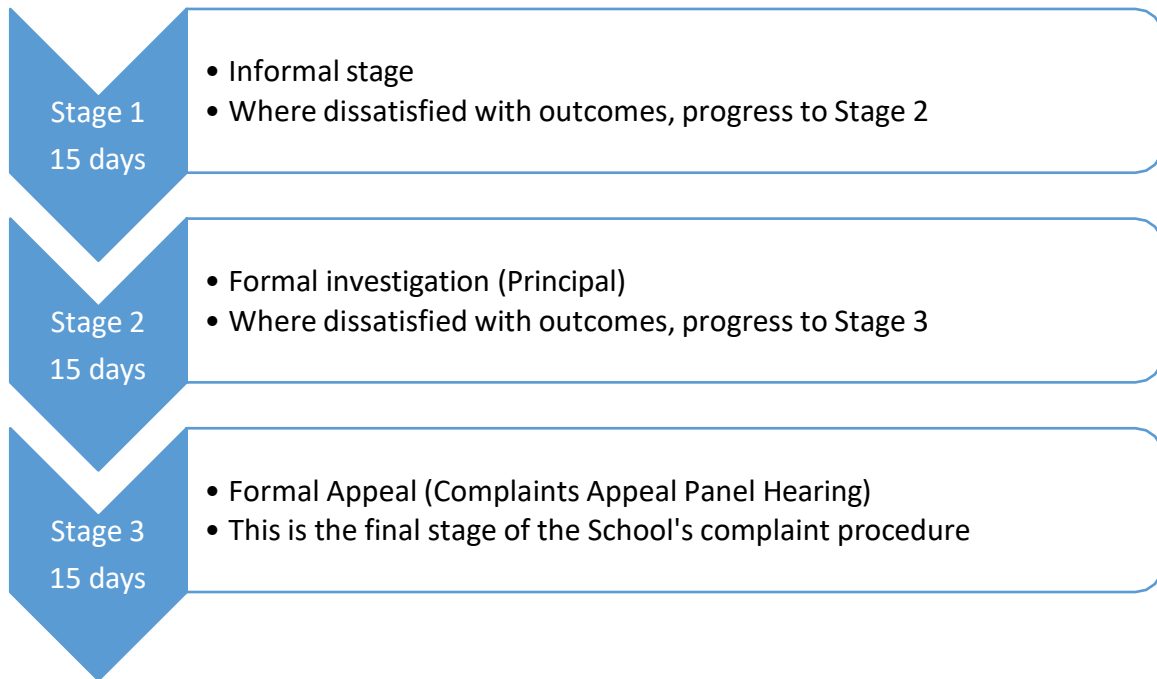 Stage 1
15 days
• Informal stage
• Where dissatisfied with outcomes, progress to Stage 2
Stage 2
15 days
• Formal investigation (Principal)
• Where dissatisfied with outcomes, progress to Stage 3
Stage 3
15 days
• Formal Appeal (Complaints Appeal Panel Hearing)
• This is the final stage of the School's complaint procedure